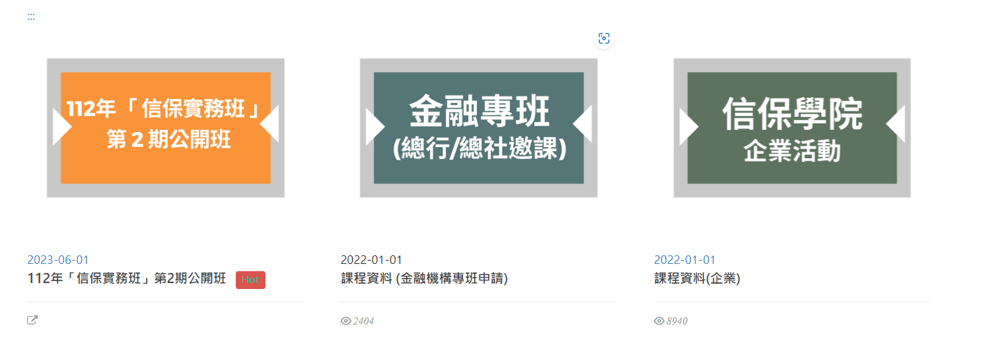 :::
112年「信保實務班」
第 2 期公開班
金融專班
(總行/總社邀課)
信保學院
企業活動
2023-06-01
112年「信保實務班」第2期公開班 Hot
2022-01-01
課程資料 (金融機構專班申請)
2404
2022-01-01
課程資料(企業)
8940